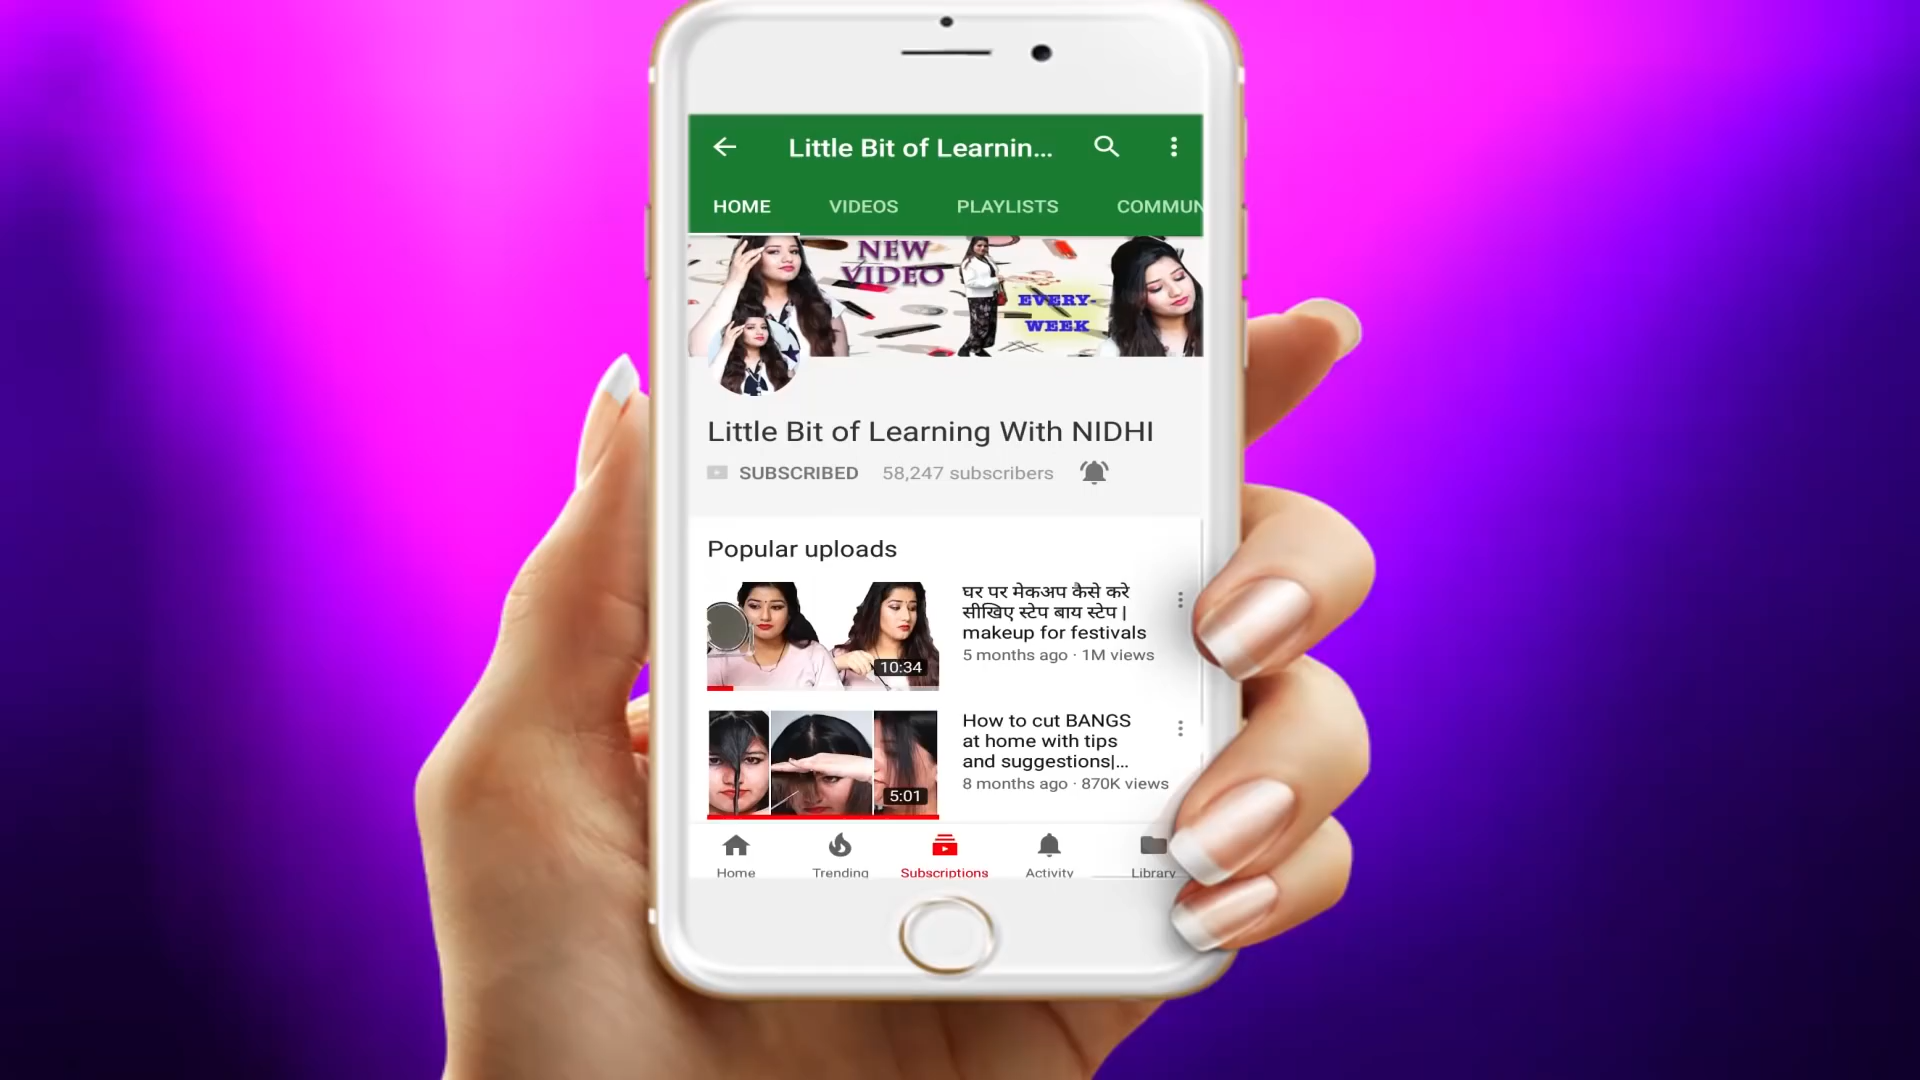 Little Bit of Learnin...
HOME VIDEOS PLAYLISTS COMMUN
NEW
VIDEO
EVERY-
WEEK
Little Bit of Learning With NIDHI
SUBSCRIBED 58,247 subscribers
Popular uploads
घर पर मेकअप कैसे करे
सीखिए स्टेप बाय स्टेप |
makeup for festivals
5 months ago · 1M views
10:34
How to cut BANGS
at home with tips
and suggestions|...
8 months ago · 870K views
5:01
Home Trending Subscriptions Activity Library